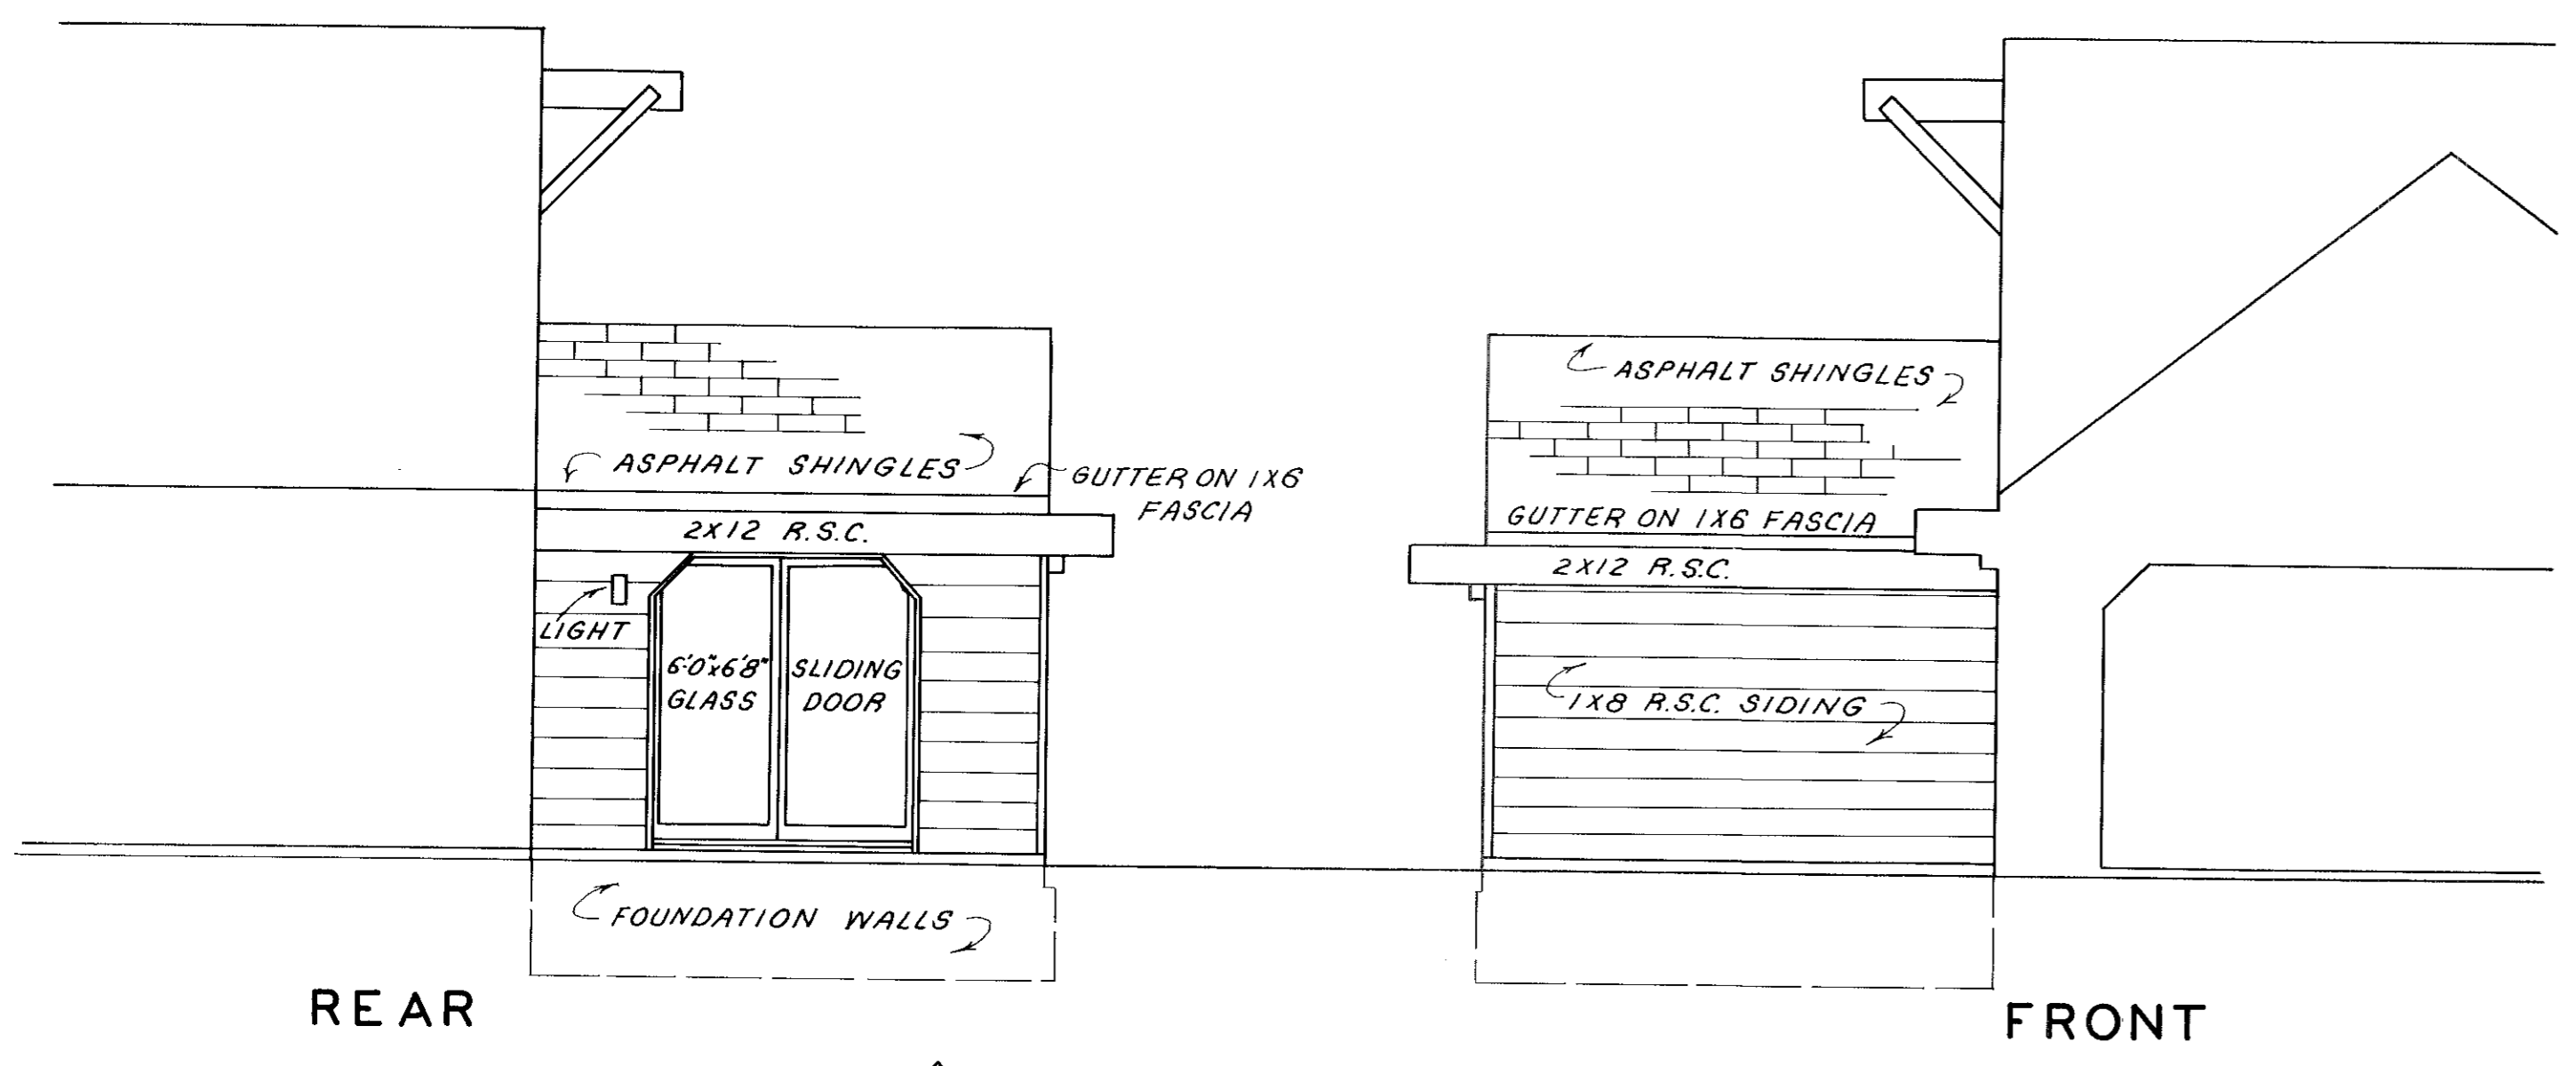 ASPHALT SHINGLES
GUTTER ON 1X6
FASCIA
2X12 R.S.C.
LIGHT
6'0"x6'8" SLIDING
GLASS DOOR
FOUNDATION WALLS
REAR
ASPHALT SHINGLES
GUTTER ON 1X6 FASCIA
2X12 R.S.C.
1X8 R.S.C. SIDING
FRONT